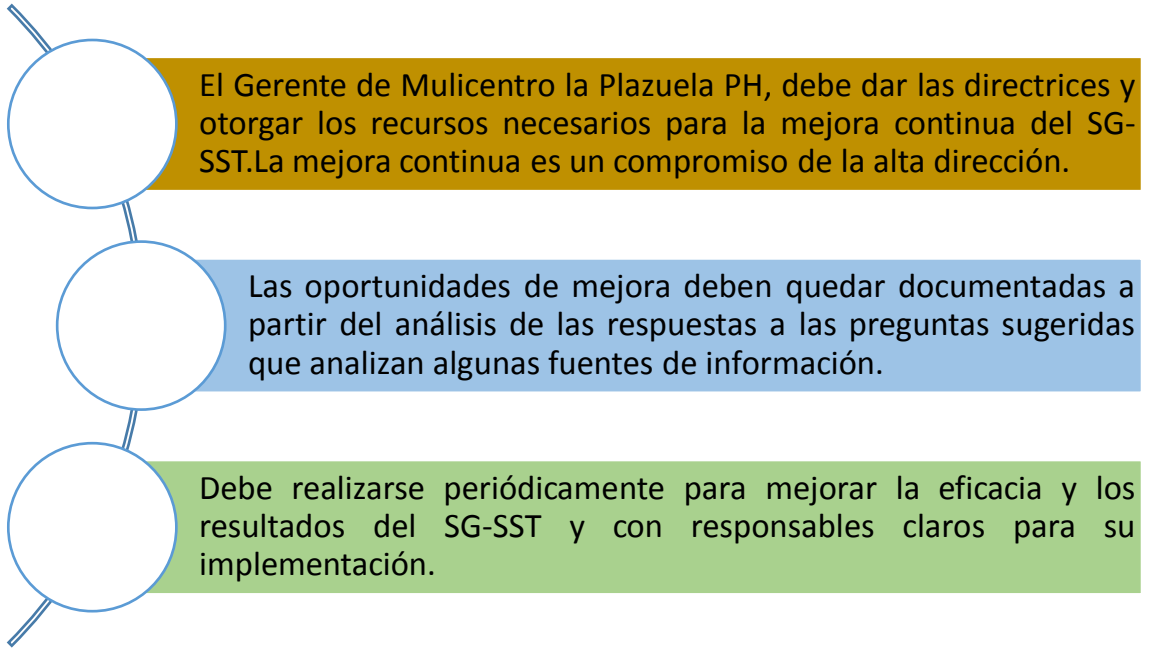 El Gerente de Mulicentro la Plazuela PH, debe dar las directrices y
otorgar los recursos necesarios para la mejora continua del SG-
SST.La mejora continua es un compromiso de la alta dirección.
Las oportunidades de mejora deben quedar documentadas a
partir del análisis de las respuestas a las preguntas sugeridas
que analizan algunas fuentes de información.
Debe realizarse periódicamente para mejorar la eficacia y los
resultados del SG-SST y con responsables claros para su
implementación.